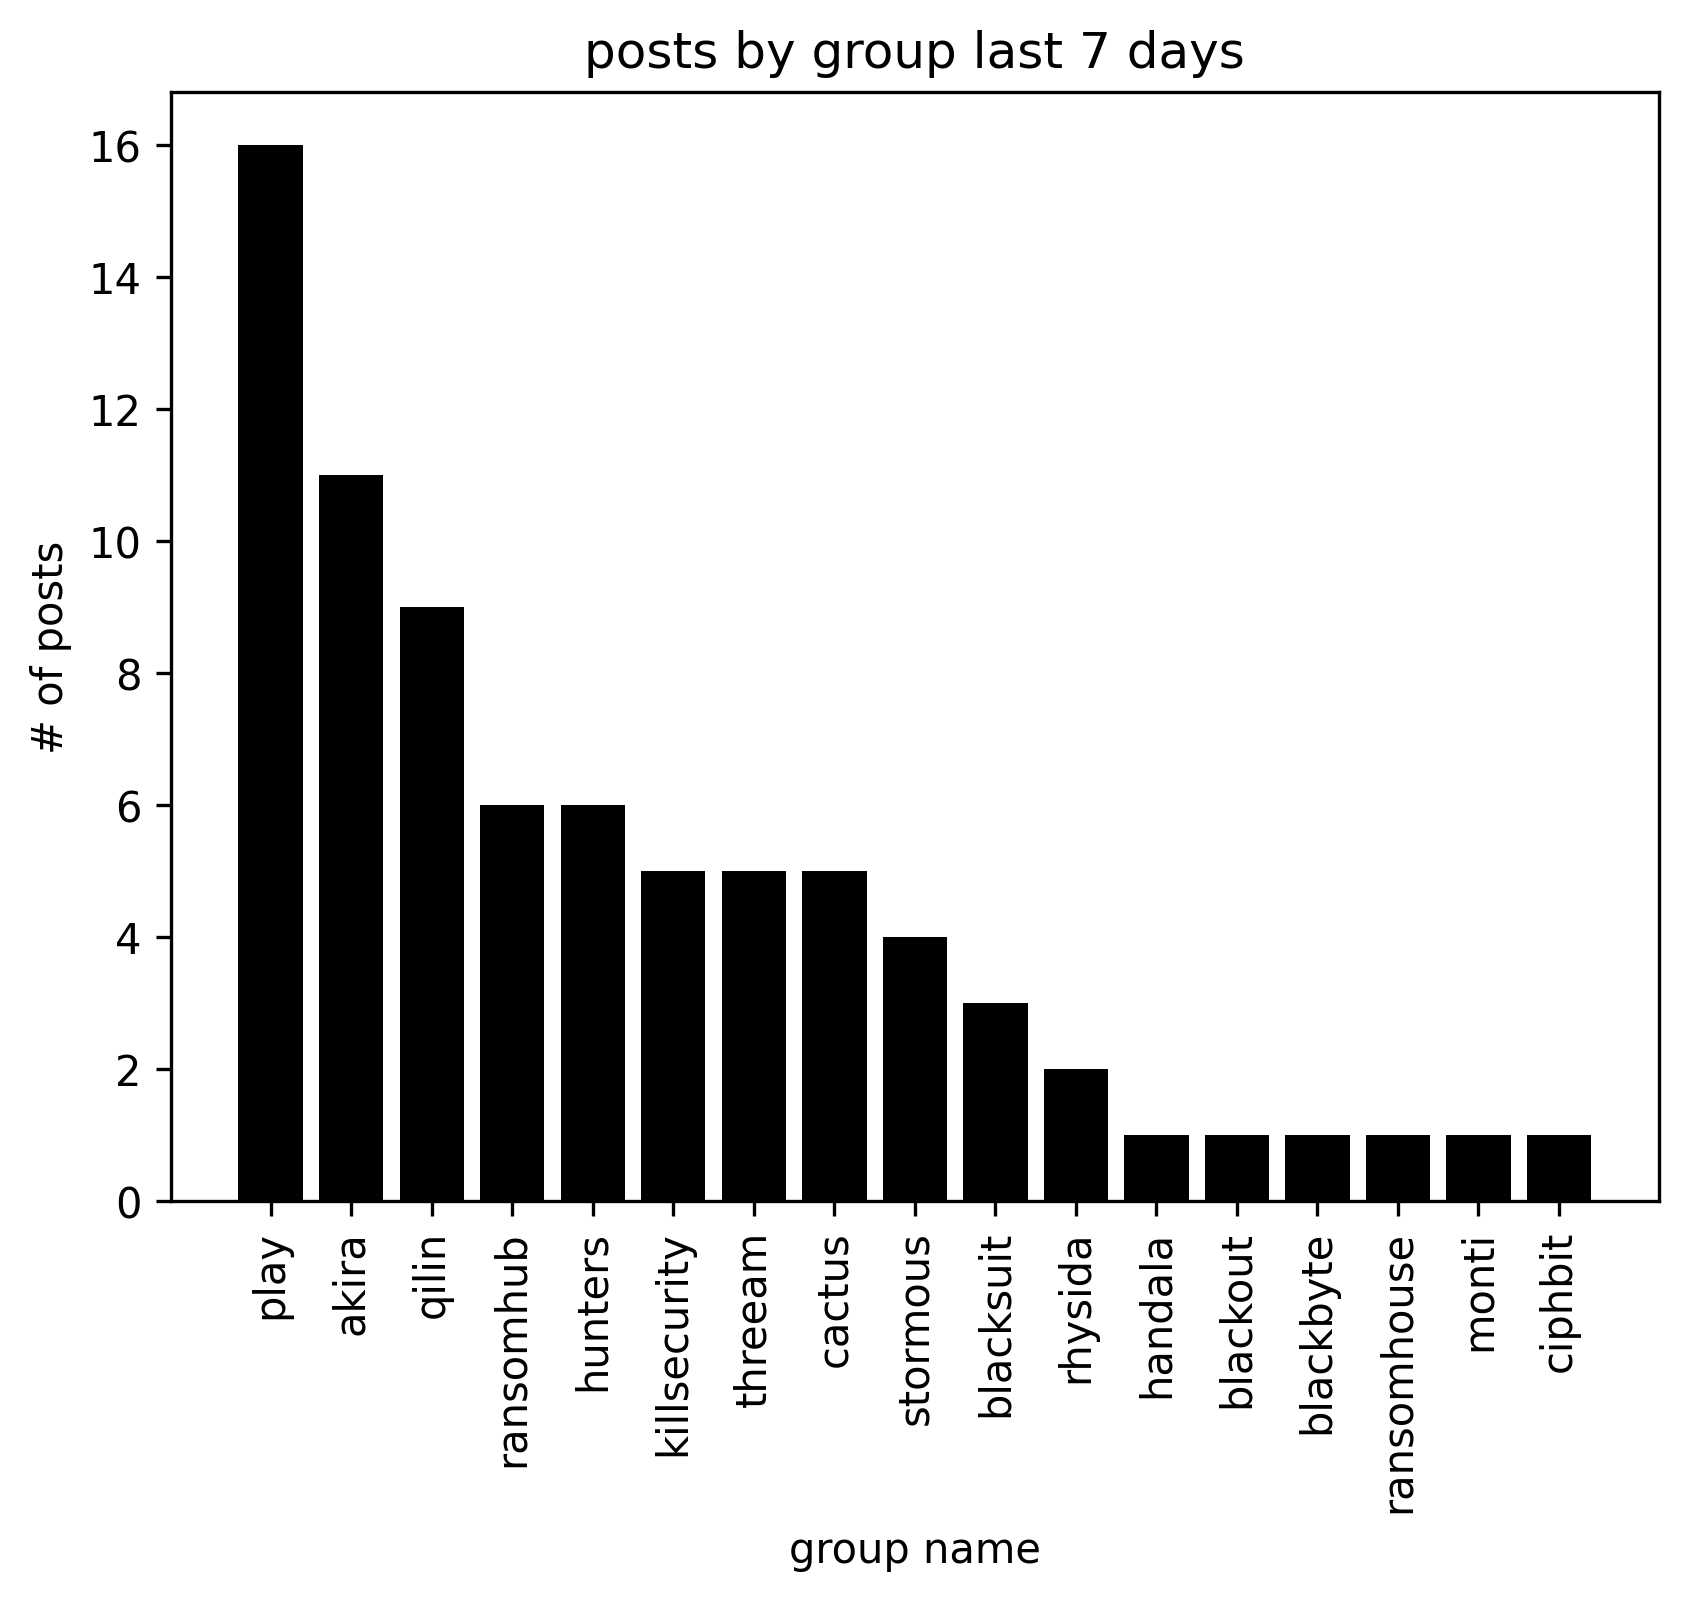 posts by group last 7 days
16
14
12
10
8
6
4
2
0
# of posts
play
akira
qilin
ransomhub
hunters
killsecurity
threeam
cactus
stormous
blacksuit
rhysida
handala
blackout
blackbyte
ransomhouse
monti
ciphbit
group name